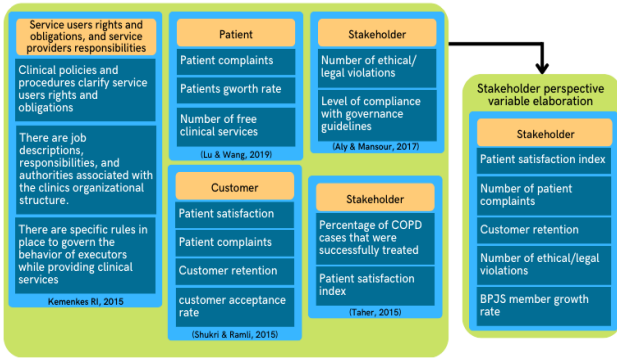 Service users rights and
obligations, and service
providers responsibilities
Clinical policies and
procedures clarify service
users rights and
obligations
There are job
descriptions,
responsibilities, and
authorities associated with
the clinics organizational
structure.
There are specific rules in
place to govern the
behavior of executors
while providing clinical
services
Kemenkes RI, 2015
Patient
Patient complaints
Patients gworth rate
Number of free
clinical services
(Lu & Wang, 2019)
Stakeholder
Number of ethical/
legal violations
Level of compliance
with governance
guidelines
(Aly & Mansour, 2017)
Customer
Patient satisfaction
Patient complaints
Customer retention
customer acceptance
rate
(Shukri & Ramli, 2015)
Stakeholder
Percentage of COPD
cases that were
successfully treated
Patient satisfaction
index
(Taher, 2015)
Stakeholder perspective
variable elaboration
Stakeholder
Patient satisfaction index
Number of patient
complaints
Customer retention
Number of ethical/legal
violations
BPJS member growth
rate